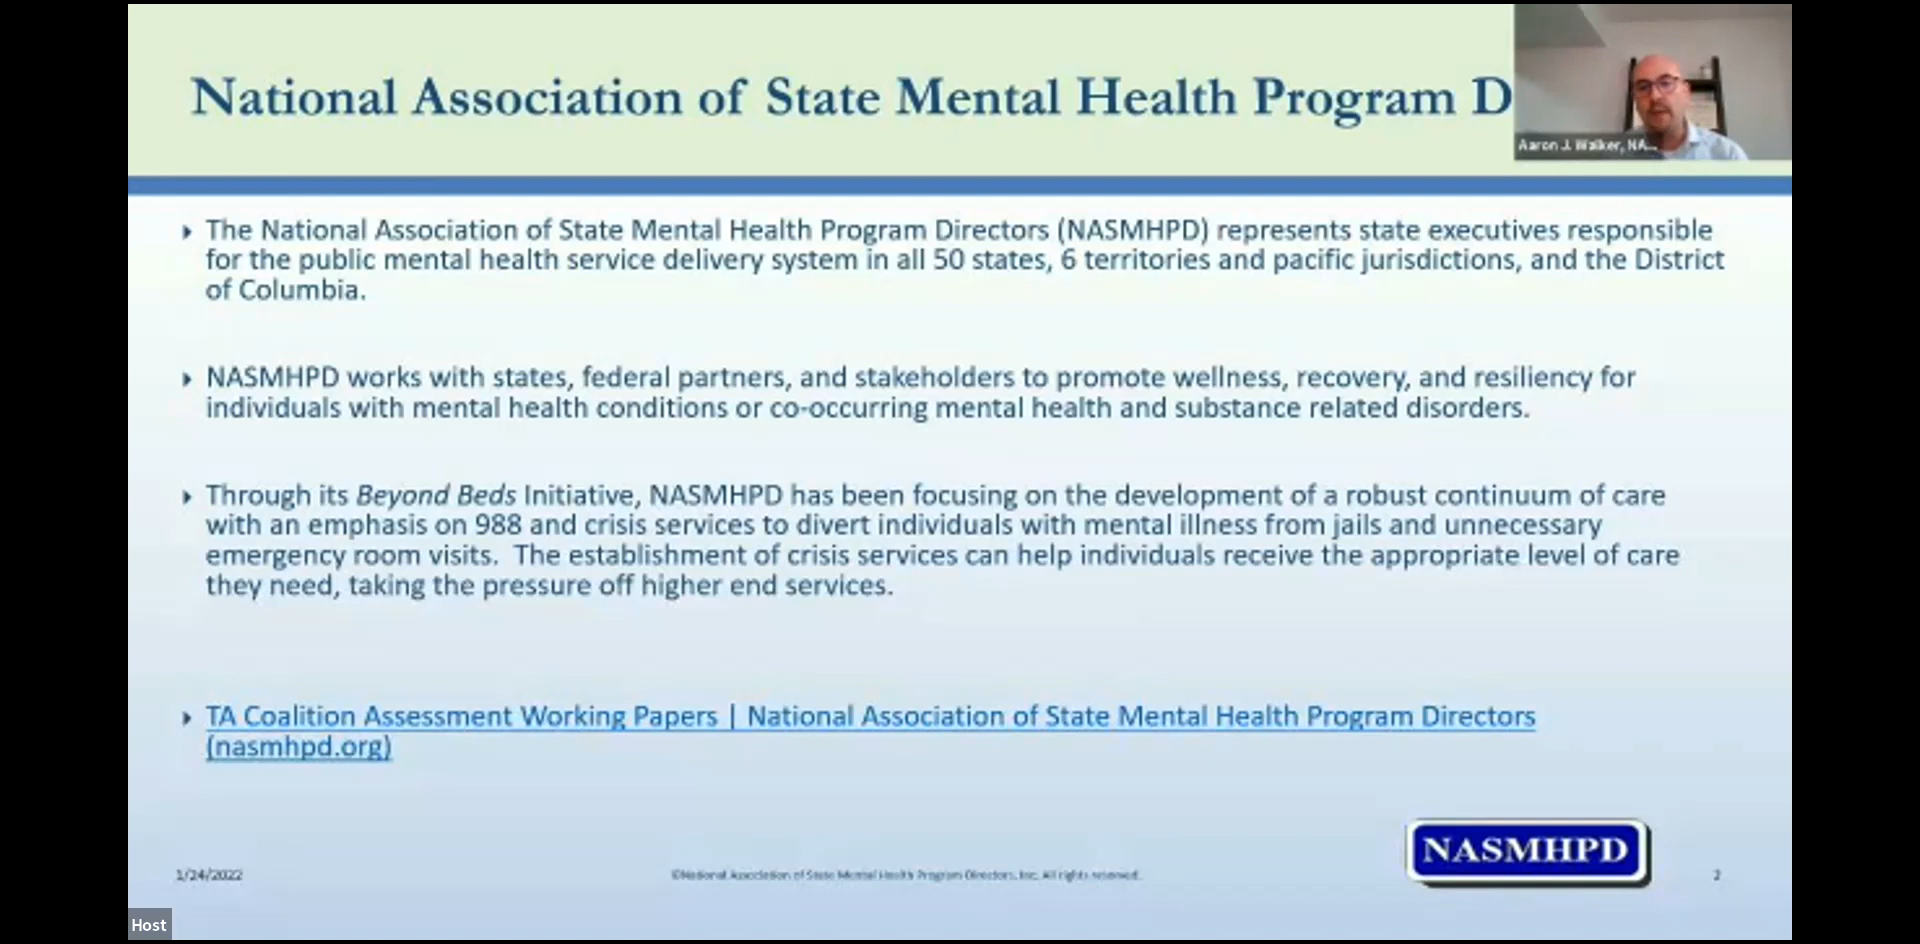 National Association of State Mental Health Program D
Aaron J. Walker, NA...
The National Association of State Mental Health Program Directors (NASMHPD) represents state executives responsible
for the public mental health service delivery system in all 50 states, 6 territories and pacific jurisdictions, and the District
of Columbia.
NASMHPD works with states, federal partners, and stakeholders to promote wellness, recovery, and resiliency for
individuals with mental health conditions or co-occurring mental health and substance related disorders.
Through its Beyond Beds Initiative, NASMHPD has been focusing on the development of a robust continuum of care
with an emphasis on 988 and crisis services to divert individuals with mental illness from jails and unnecessary
emergency room visits.  The establishment of crisis services can help individuals receive the appropriate level of care
they need, taking the pressure off higher end services.
TA Coalition Assessment Working Papers | National Association of State Mental Health Program Directors
(nasmhpd.org)
NASMHPD
1/24/2022
©National Association of State Mental Health Program Directors, Inc. All rights reserved.
2
Host